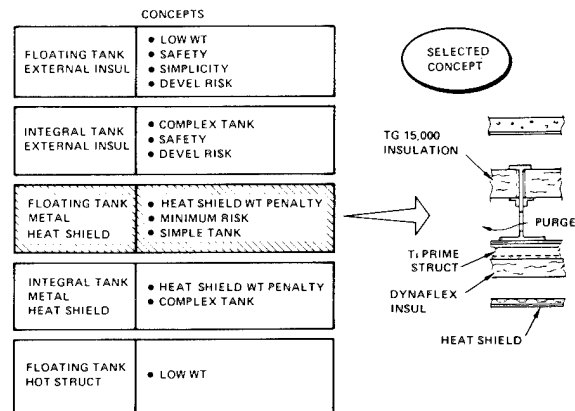 CONCEPTS
FLOATING TANK
EXTERNAL INSUL
• LOW WT
• SAFETY
• SIMPLICITY
• DEVEL RISK
INTEGRAL TANK
EXTERNAL INSUL
• COMPLEX TANK
• SAFETY
• DEVEL RISK
FLOATING TANK
METAL
HEAT SHIELD
• HEAT SHIELD WT PENALTY
• MINIMUM RISK
• SIMPLE TANK
INTEGRAL TANK
METAL
HEAT SHIELD
• HEAT SHIELD WT PENALTY
• COMPLEX TANK
FLOATING TANK
HOT STRUCT
• LOW WT
SELECTED
CONCEPT
TG 15,000
INSULATION
PURGE
Ti PRIME
STRUCT
DYNAFLEX
INSUL
HEAT SHIELD